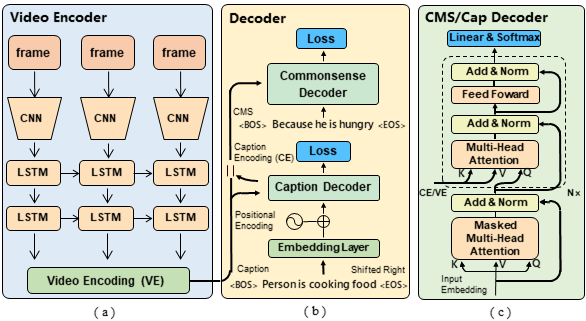 Video Encoder
frame frame frame
CNN CNN CNN
LSTM LSTM LSTM
LSTM LSTM LSTM
Video Encoding (VE)
( a )
Decoder
Loss
Commonsense
Decoder
CMS
<BOS> Because he is hungry <EOS>
Caption
Encoding (CE)
Loss
Caption Decoder
Positional
Encoding
Embedding Layer
Caption Shifted Right
<BOS> Person is cooking food <EOS>
( b )
CMS/Cap Decoder
Linear & Softmax
Add & Norm
Feed Foward
Add & Norm
Multi-Head
Attention
K V Q
CE/VE N×
Add & Norm
Masked
Multi-Head
Attention
K V Q
Input
Embedding
( c )